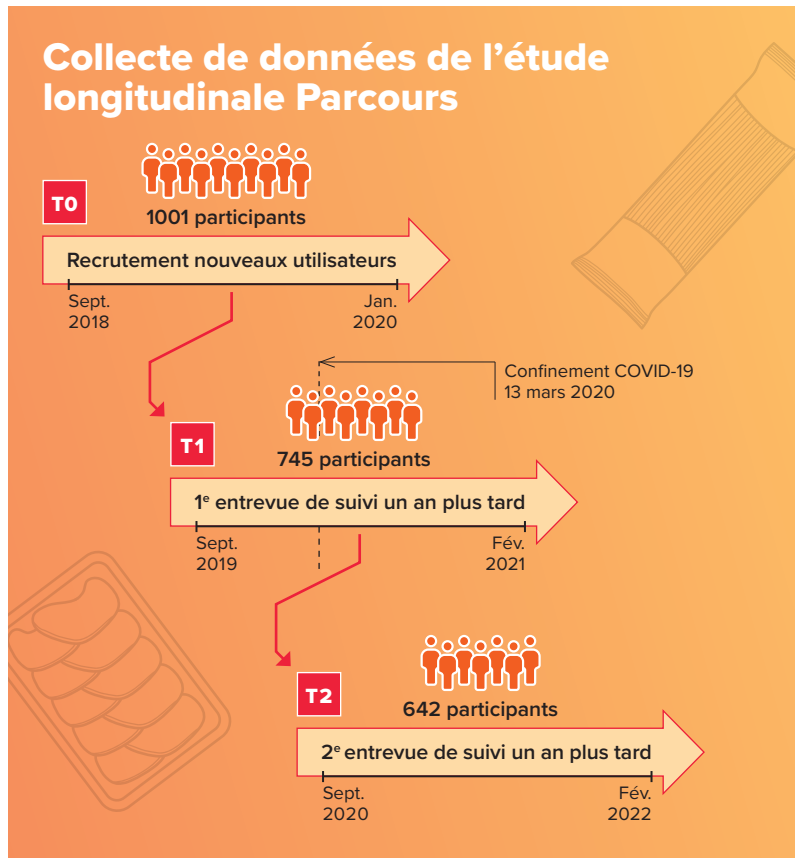 Collecte de données de l’étude
longitudinale Parcours
T0
1001 participants
Recrutement nouveaux utilisateurs
Sept.
2018
Jan.
2020
Confinement COVID-19
13 mars 2020
T1
745 participants
1e entrevue de suivi un an plus tard
Sept.
2019
Fév.
2021
T2
642 participants
2e entrevue de suivi un an plus tard
Sept.
2020
Fév.
2022